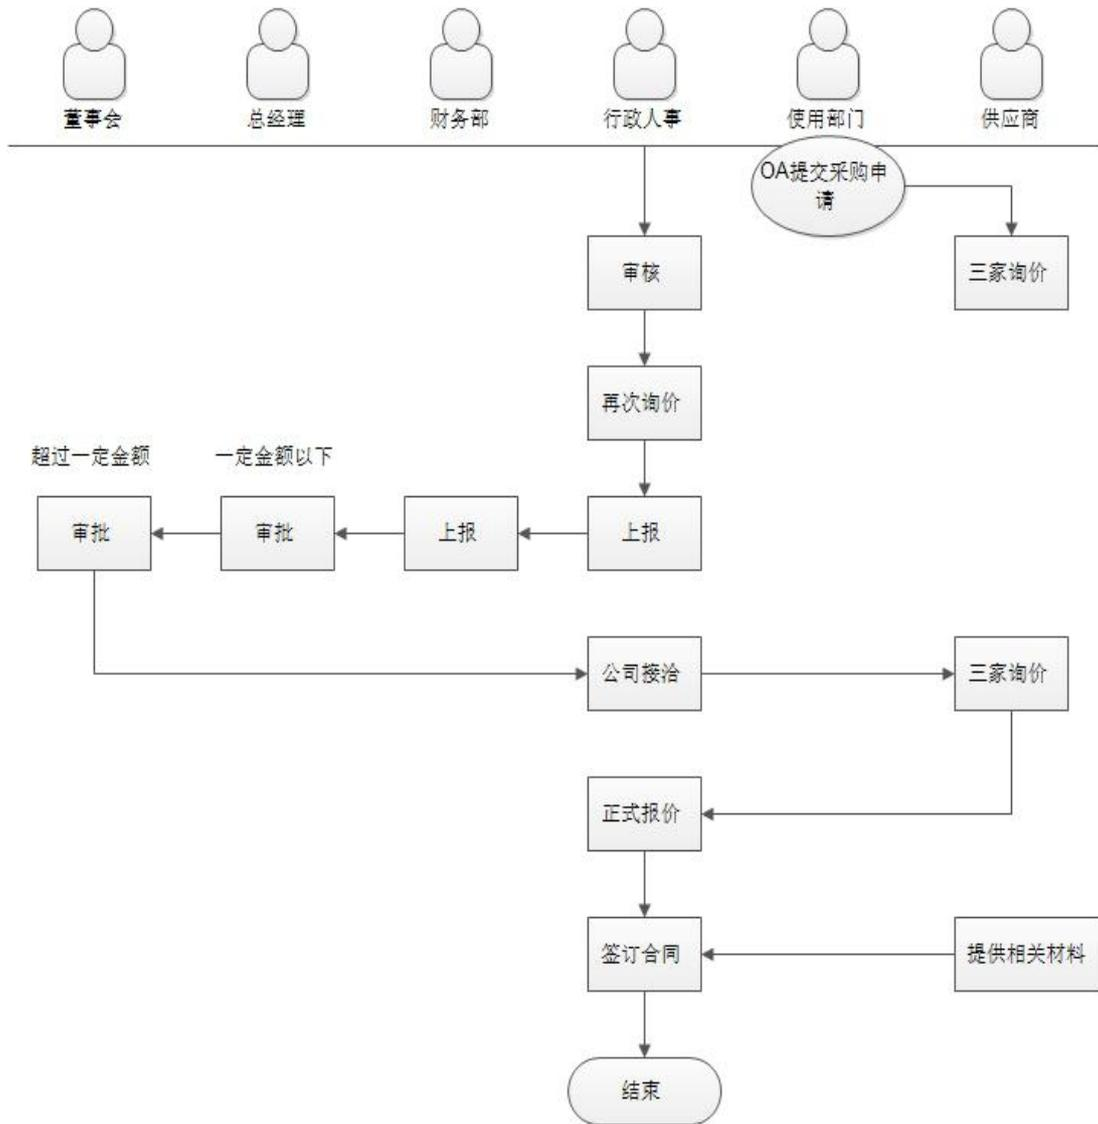 董事会
总经理
财务部
行政人事
使用部门
供应商
OA提交采购申
请
审核
三家询价
再次询价
超过一定金额
一定金额以下
审批
审批
上报
上报
公司接洽
三家询价
正式报价
签订合同
提供相关材料
结束